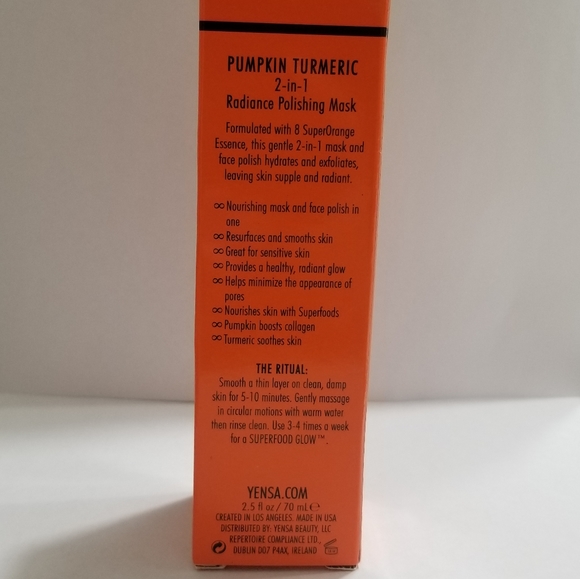 PUMPKIN TURMERIC
2-in-1
Radiance Polishing Mask
Formulated with 8 SuperOrange
Essence, this gentle 2-in-1 mask and
face polish hydrates and exfoliates,
leaving skin supple and radiant.
∞ Nourishing mask and face polish in
one
∞ Resurfaces and smooths skin
∞ Great for sensitive skin
∞ Provides a healthy, radiant glow
∞ Helps minimize the appearance of
pores
∞ Nourishes skin with Superfoods
∞ Pumpkin boosts collagen
∞ Turmeric soothes skin
THE RITUAL:
Smooth a thin layer on clean, damp
skin for 5-10 minutes. Gently massage
in circular motions with warm water
then rinse clean. Use 3-4 times a week
for a SUPERFOOD GLOW™.
YENSA.COM
2.5 fl oz / 70 mL ℮
CREATED IN LOS ANGELES. MADE IN USA
DISTRIBUTED BY: YENSA BEAUTY, LLC
REPERTOIRE COMPLIANCE LTD.,
DUBLIN D07 P4AX, IRELAND